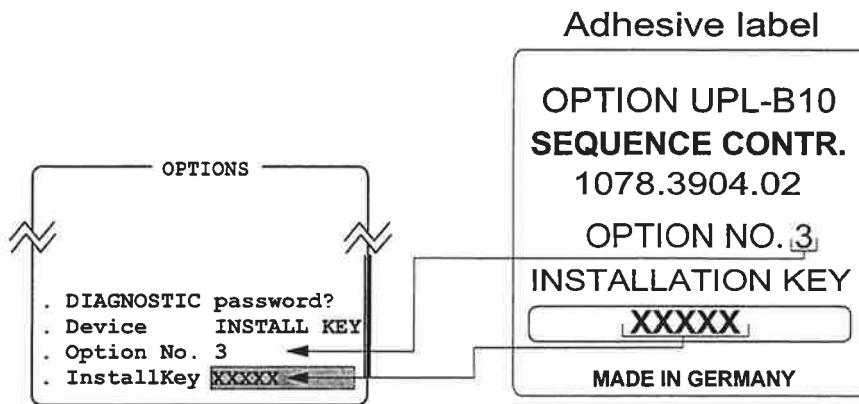 Adhesive label
OPTION UPL-B10
SEQUENCE CONTR.
1078.3904.02
OPTION NO. 3
INSTALLATION KEY
XXXXX
MADE IN GERMANY
OPTIONS
. DIAGNOSTIC password?
. Device INSTALL KEY
. Option No. 3
. InstallKey XXXXX